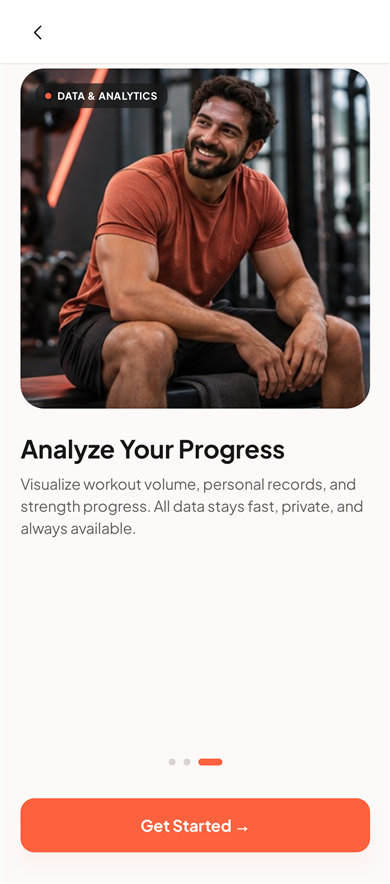 DATA & ANALYTICS
Analyze Your Progress
Visualize workout volume, personal records, and
strength progress. All data stays fast, private, and
always available.
Get Started →